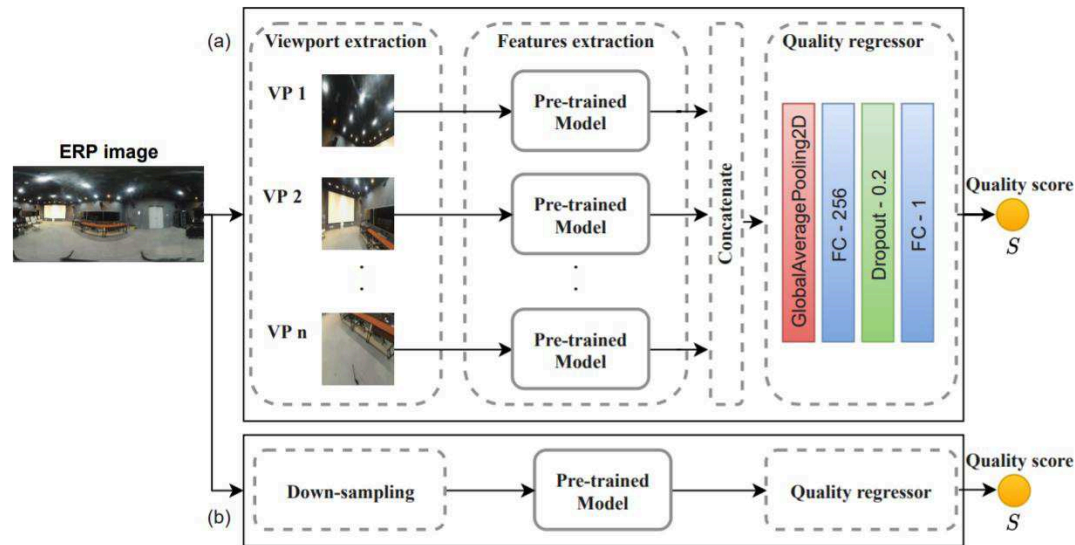 (a)
Viewport extraction
Features extraction
Quality regressor
VP 1
Pre-trained
Model
ERP image
VP 2
Pre-trained
Model
Concatenate
GlobalAveragePooling2D
FC - 256
Dropout - 0.2
FC - 1
Quality score
S
VP n
Pre-trained
Model
(b)
Down-sampling
Pre-trained
Model
Quality regressor
Quality score
S